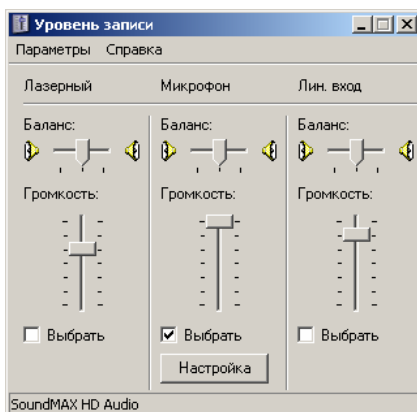 Уровень записи
Параметры Справка
Лазерный Микрофон Лин. вход
Баланс: Баланс: Баланс:
Громкость: Громкость: Громкость:
Выбрать Выбрать Выбрать
Настройка
SoundMAX HD Audio